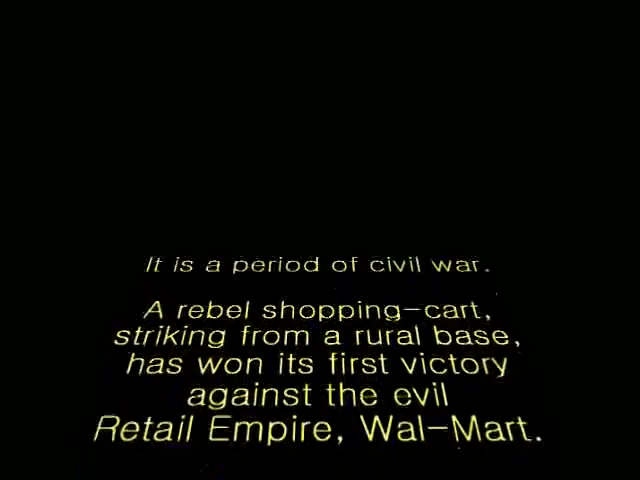 It is a period of civil war.
A rebel shopping-cart,
striking from a rural base,
has won its first victory
against the evil
Retail Empire, Wal-Mart.